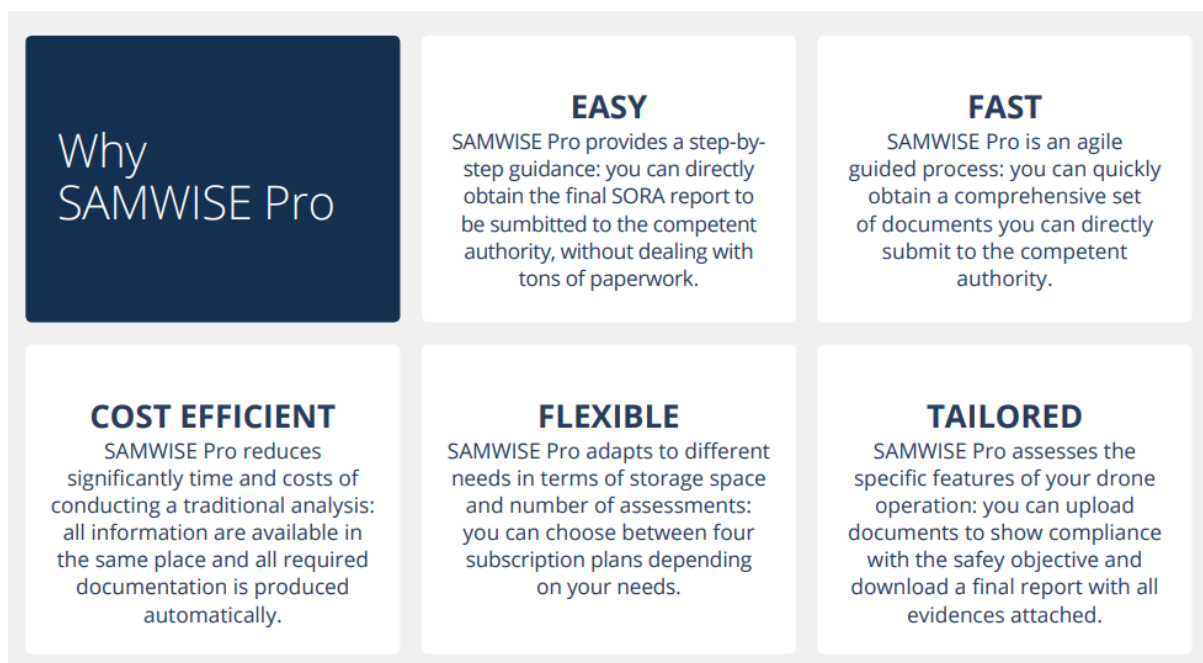 Why
SAMWISE Pro
EASY
SAMWISE Pro provides a step-by-
step guidance: you can directly
obtain the final SORA report to
be sumbitted to the competent
authority, without dealing with
tons of paperwork.
FAST
SAMWISE Pro is an agile
guided process: you can quickly
obtain a comprehensive set
of documents you can directly
submit to the competent
authority.
COST EFFICIENT
SAMWISE Pro reduces
significantly time and costs of
conducting a traditional analysis:
all information are available in
the same place and all required
documentation is produced
automatically.
FLEXIBLE
SAMWISE Pro adapts to different
needs in terms of storage space
and number of assessments:
you can choose between four
subscription plans depending
on your needs.
TAILORED
SAMWISE Pro assesses the
specific features of your drone
operation: you can upload
documents to show compliance
with the safey objective and
download a final report with all
evidences attached.